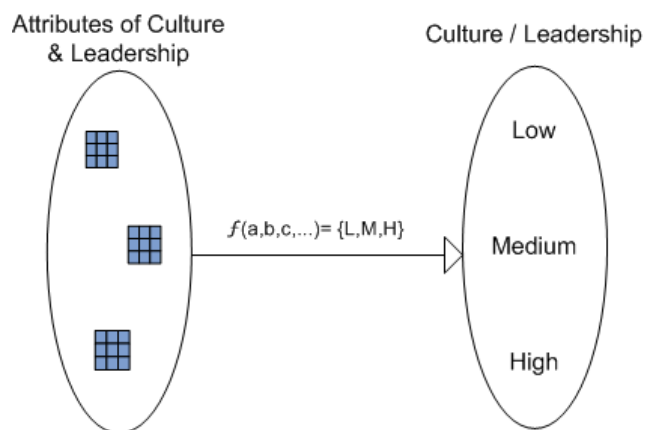 Attributes of Culture
& Leadership
Culture / Leadership
Low
f(a,b,c,...)= {L,M,H}
Medium
High